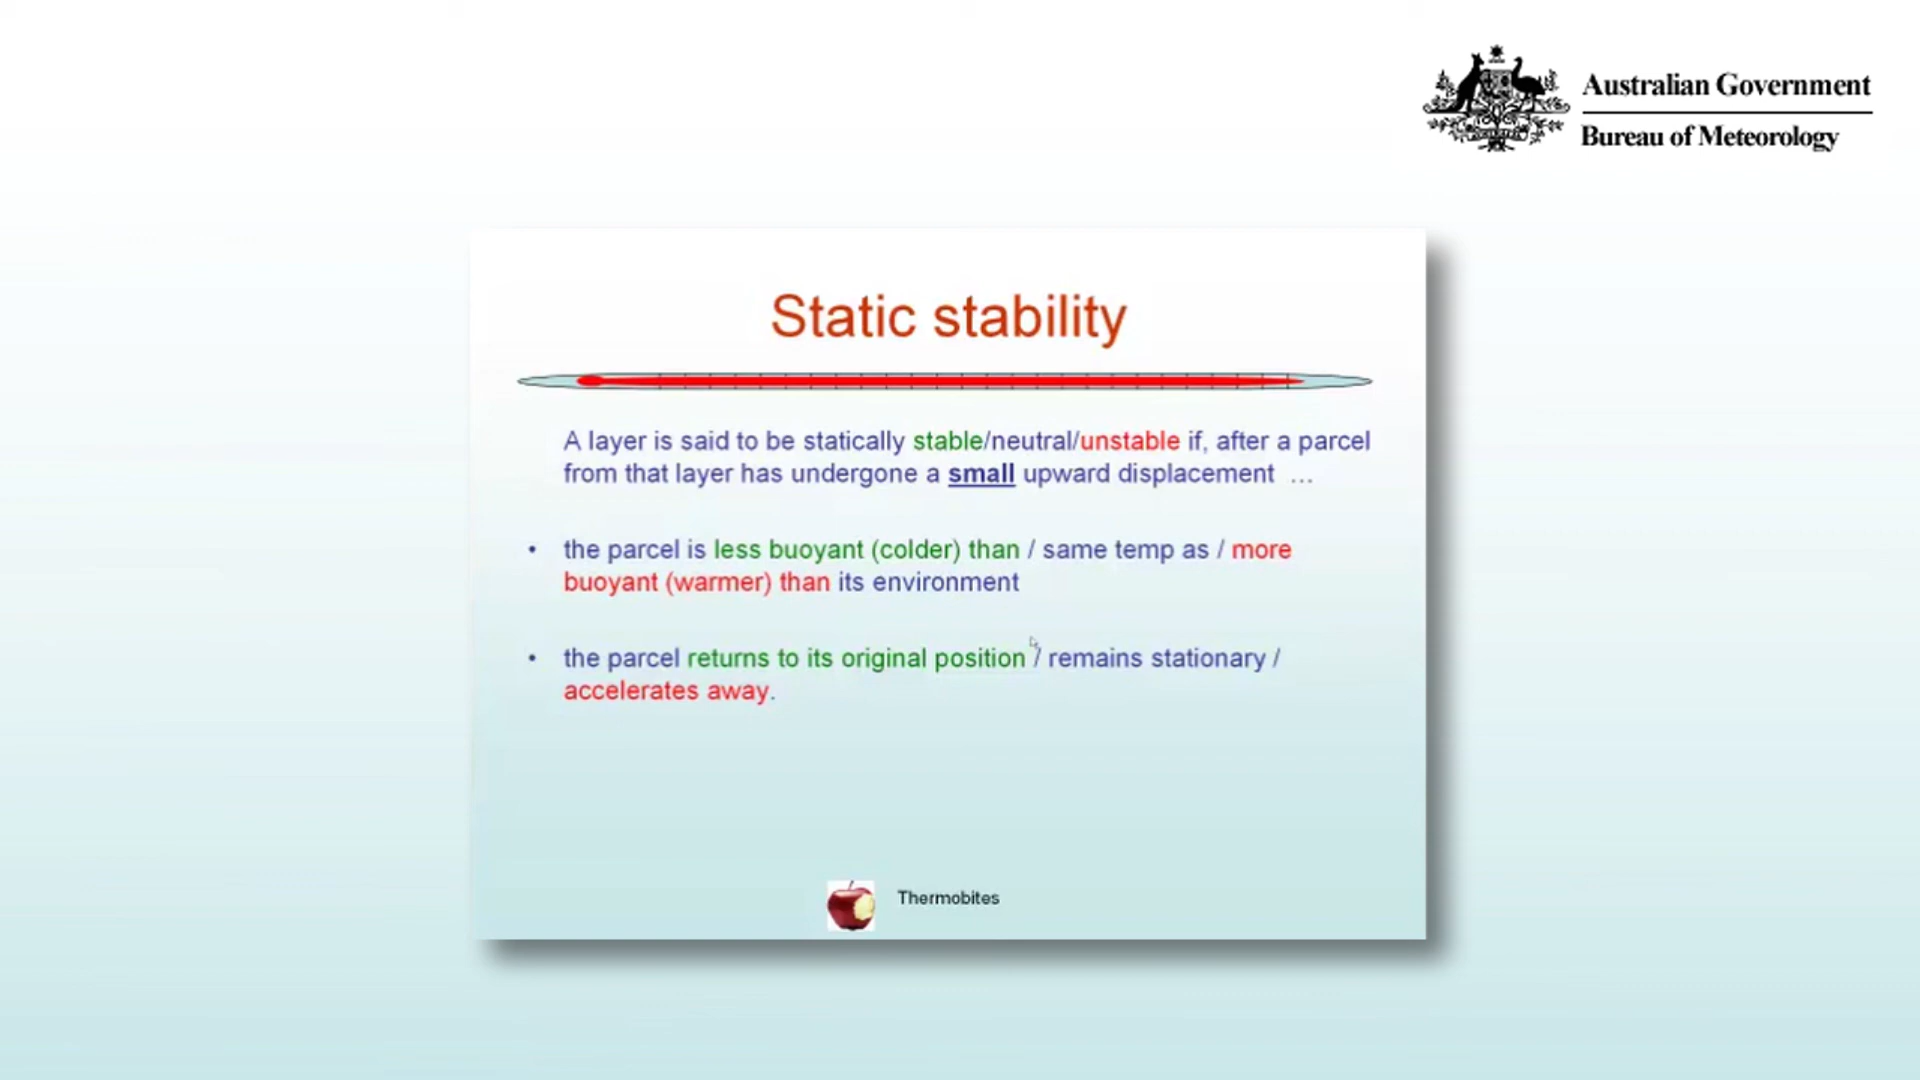 Australian Government
Bureau of Meteorology
Static stability
A layer is said to be statically stable/neutral/unstable if, after a parcel
from that layer has undergone a small upward displacement …
• the parcel is less buoyant (colder) than / same temp as / more
buoyant (warmer) than its environment
• the parcel returns to its original position / remains stationary /
accelerates away.
Thermobites